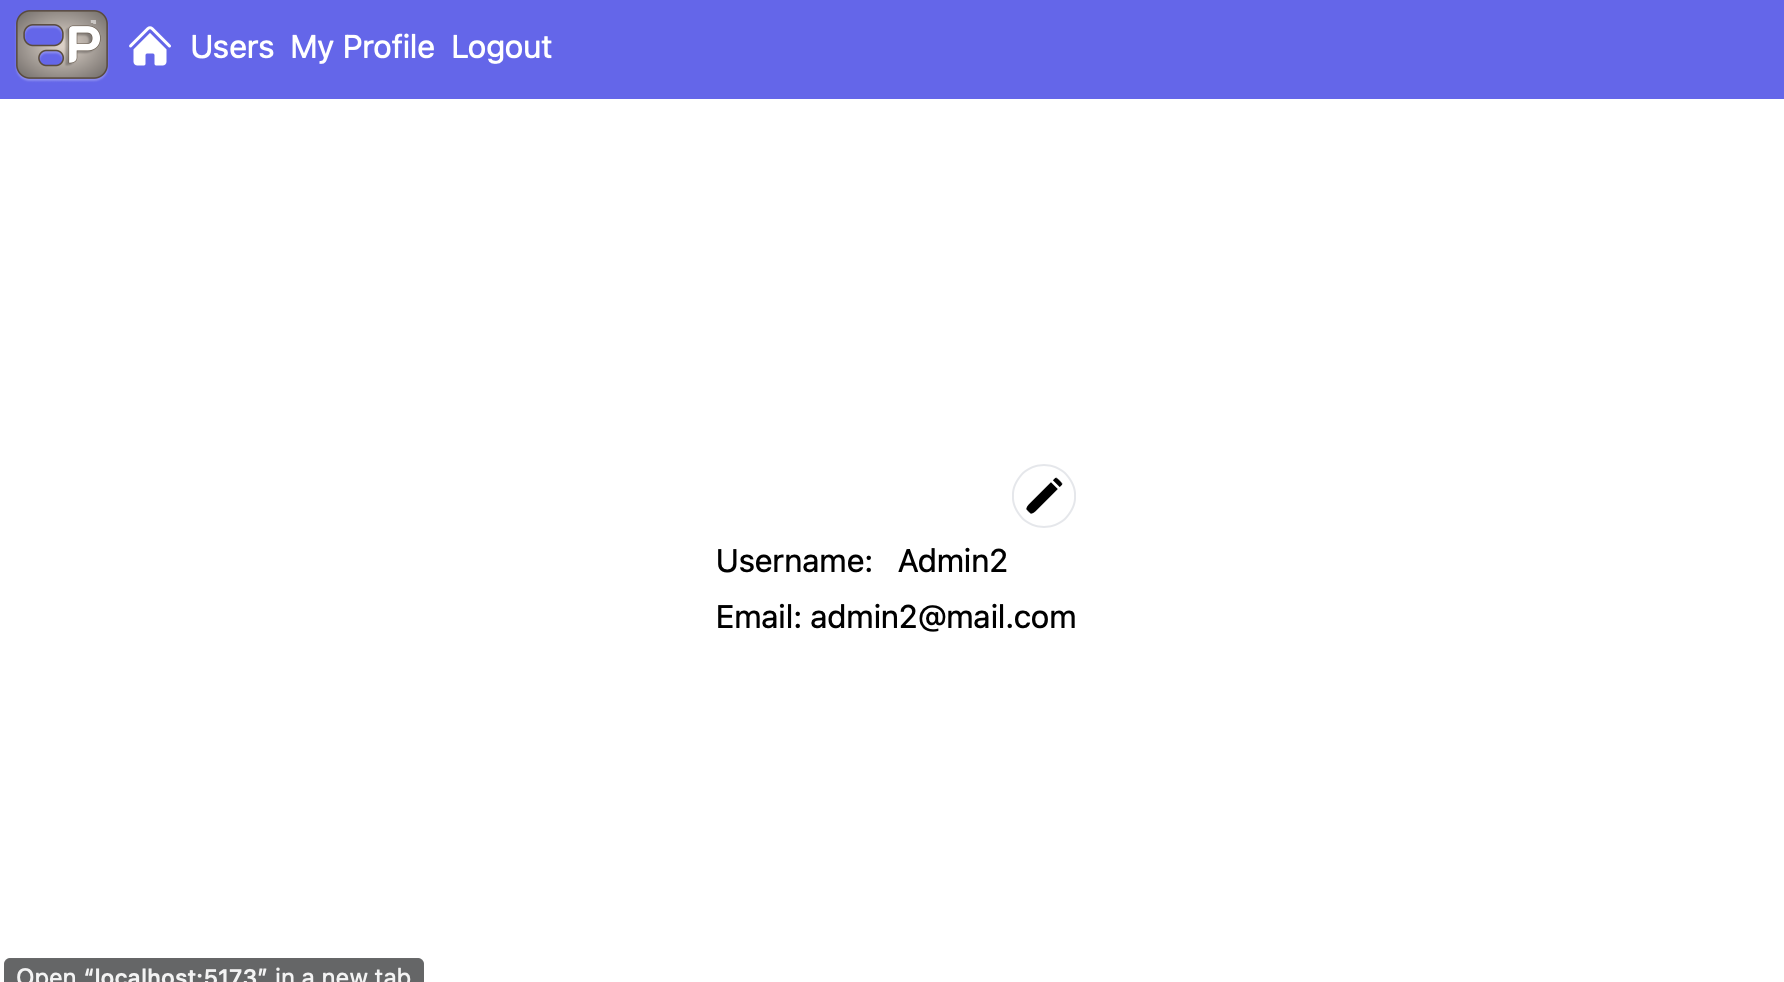 P
Users My Profile Logout
Username: Admin2
Email: admin2@mail.com
Open “localhost:5173” in a new tab